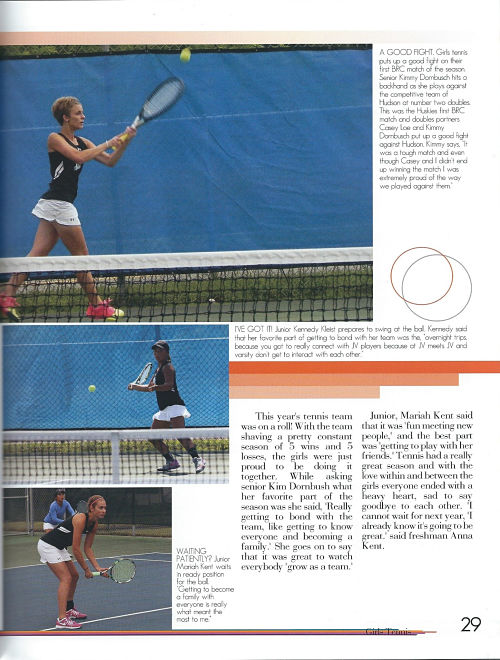 A GOOD FIGHT. Girls tennis
puts up a good fight on their
first BRC match of the season.
Senior Kimmy Dornbusch hits a
backhand as she plays against
the competitive team of
Hudson at number two doubles.
This was the Huskies first BRC
match and doubles partners
Casey Loe and Kimmy
Dornbusch put up a good fight
against Hudson. Kimmy says, 'It
was a tough match and even
though Casey and I didn't end
up winning the match I was
extremely proud of the way
we played against them.'
I'VE GOT IT! Junior Kennedy Kleist prepares to swing at the ball. Kennedy said
that her favorite part of getting to bond with her team was the, 'overnight trips,
because you got to really connect with JV players because at JV meets JV and
varsity don't get to interact with each other.'
This year's tennis team
was on a roll! With the team
shaving a pretty constant
season of 5 wins and 5
losses, the girls were just
proud to be doing it
together. While asking
senior Kim Dornbush what
her favorite part of the
season was she said, 'Really
getting to bond with the
team, like getting to know
everyone and becoming a
family.' She goes on to say
that it was great to watch
everybody 'grow as a team.'
Junior, Mariah Kent said
that it was 'fun meeting new
people,' and the best part
was 'getting to play with her
friends.' Tennis had a really
great season and with the
love within and between the
girls everyone ended with a
heavy heart, sad to say
goodbye to each other. 'I
cannot wait for next year, 'I
already know it's going to be
great.' said freshman Anna
Kent.
WAITING
PATIENTLY? Junior
Mariah Kent waits
in ready position
for the ball.
'Getting to become
a family with
everyone is really
what meant the
most to me.'
Girls Tennis
29